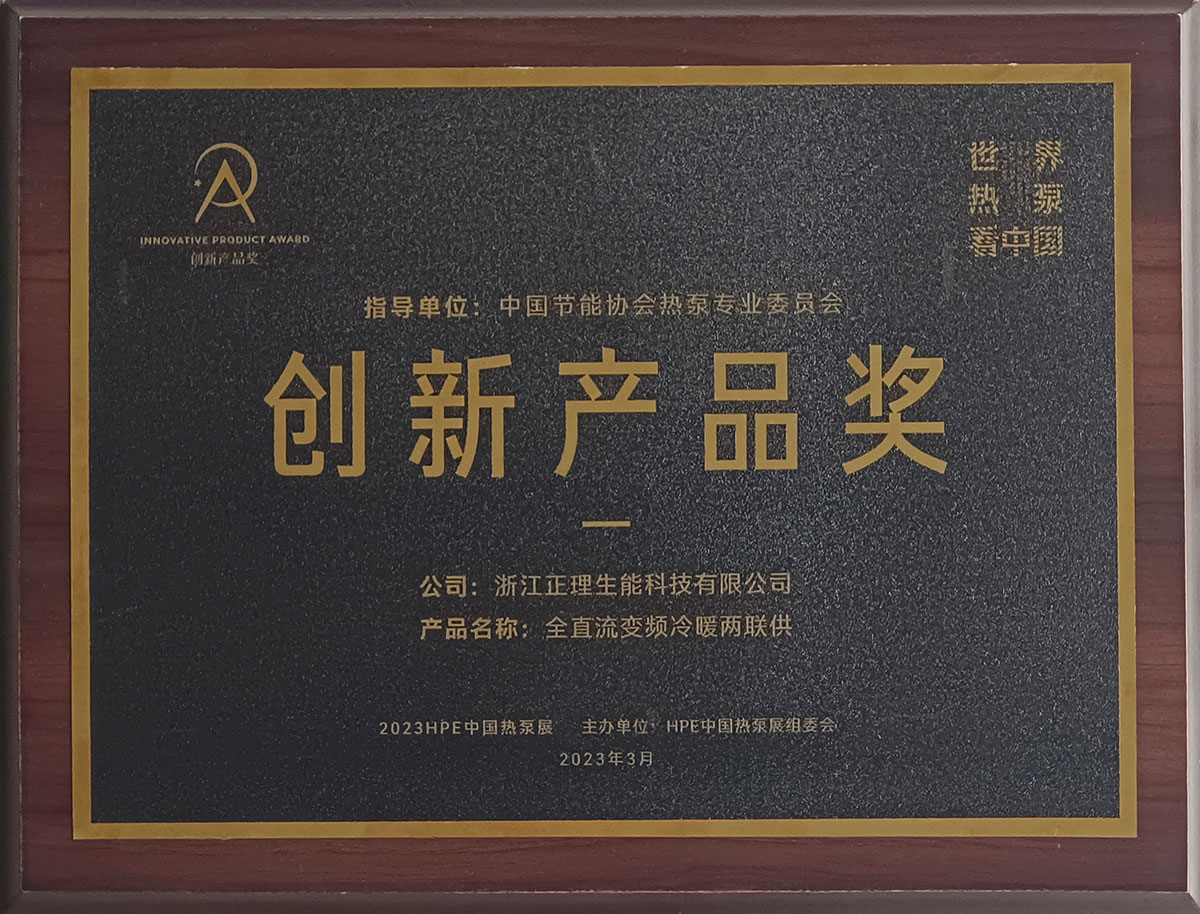 INNOVATIVE PRODUCT AWARD
创新产品奖
世界
热泵
看中国
指导单位：中国节能协会热泵专业委员会
创新产品奖
公司：浙江正理生能科技有限公司
产品名称：全直流变频冷暖两联供
2023HPE中国热泵展 主办单位：HPE中国热泵展组委会
2023年3月